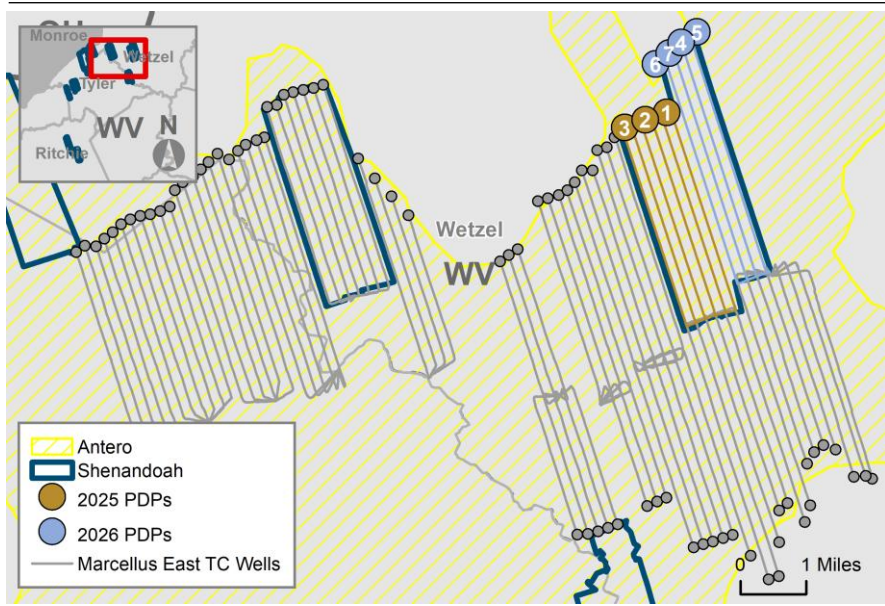 Monroe
Wetzel
Tyler
WV
N
Ritchie
5
4
7
6
1
2
3
Wetzel
WV
Antero
Shenandoah
2025 PDPs
2026 PDPs
Marcellus East TC Wells
0 1 Miles